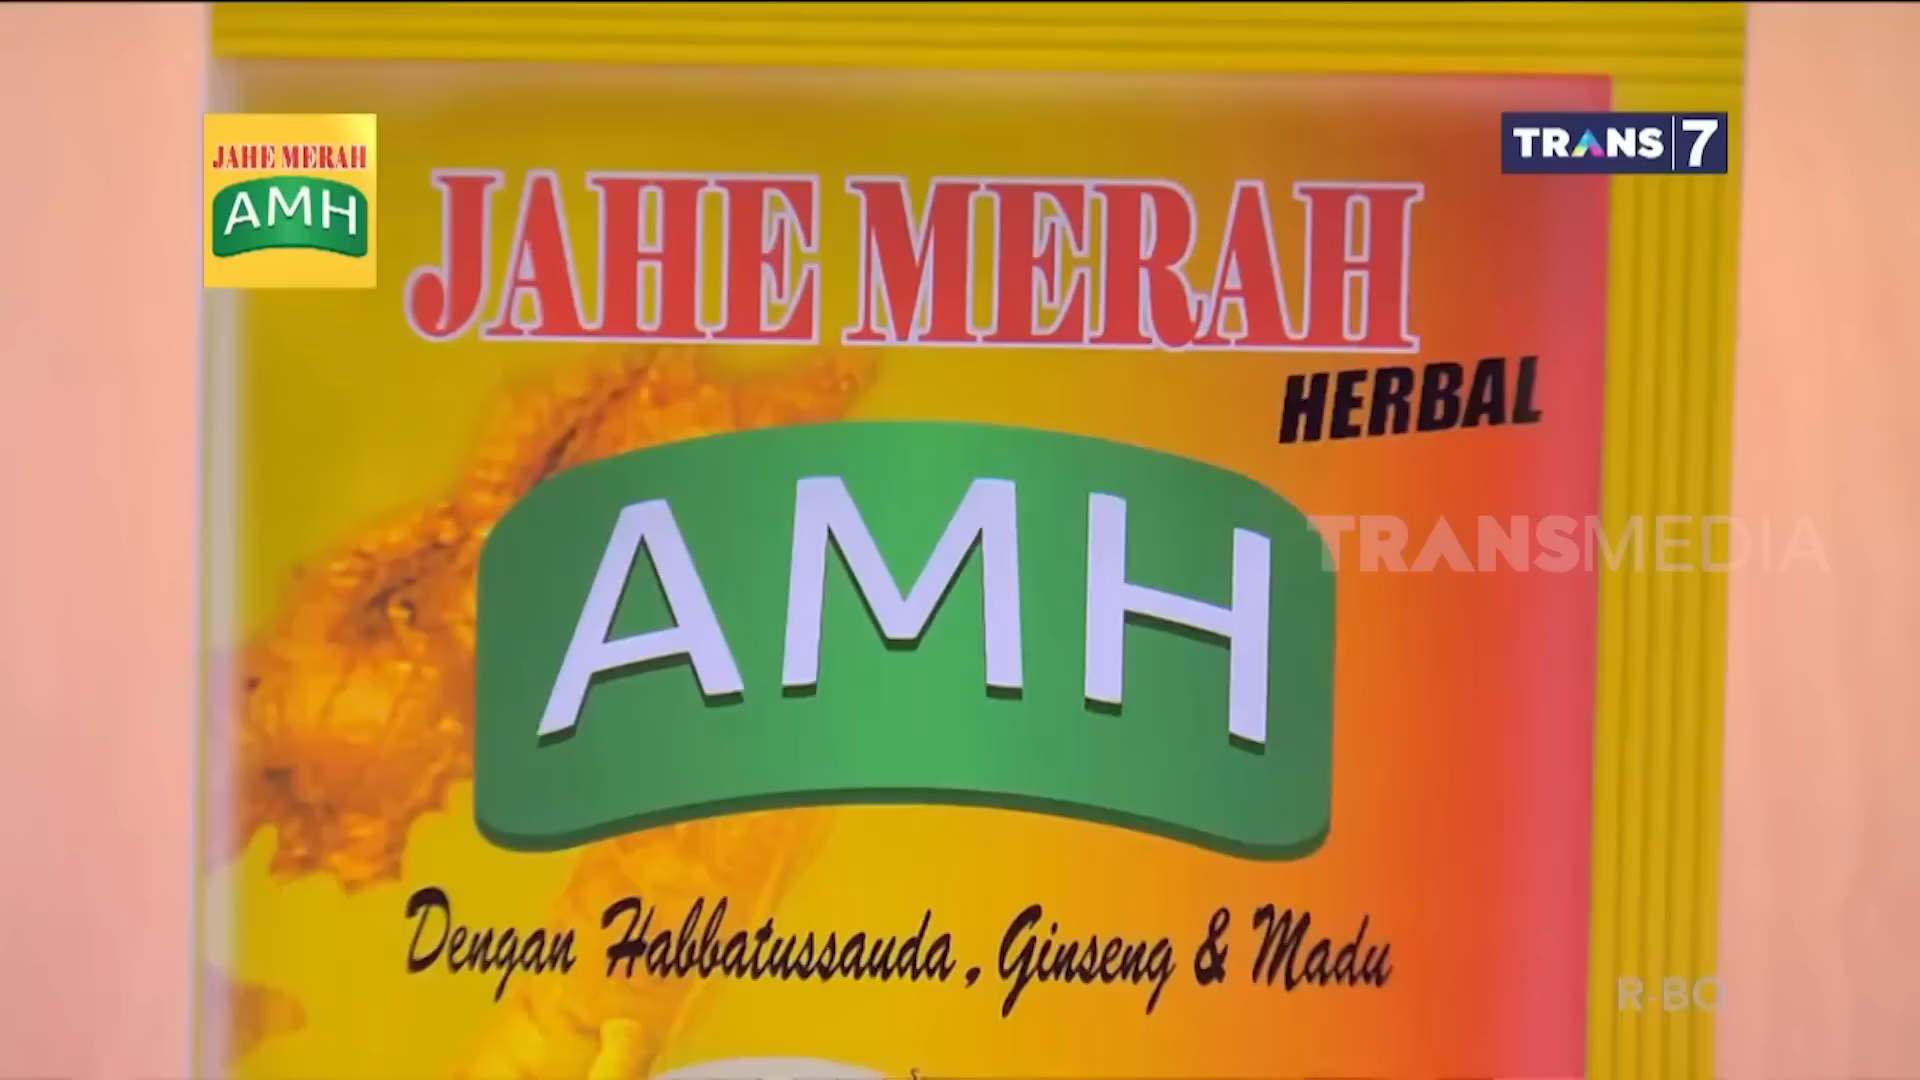 JAHE MERAH
AMH
TRANS 7
JAHE MERAH
HERBAL
AMH
TRANSMEDIA
Dengan Habbatussauda, Ginseng & Madu
R-BO